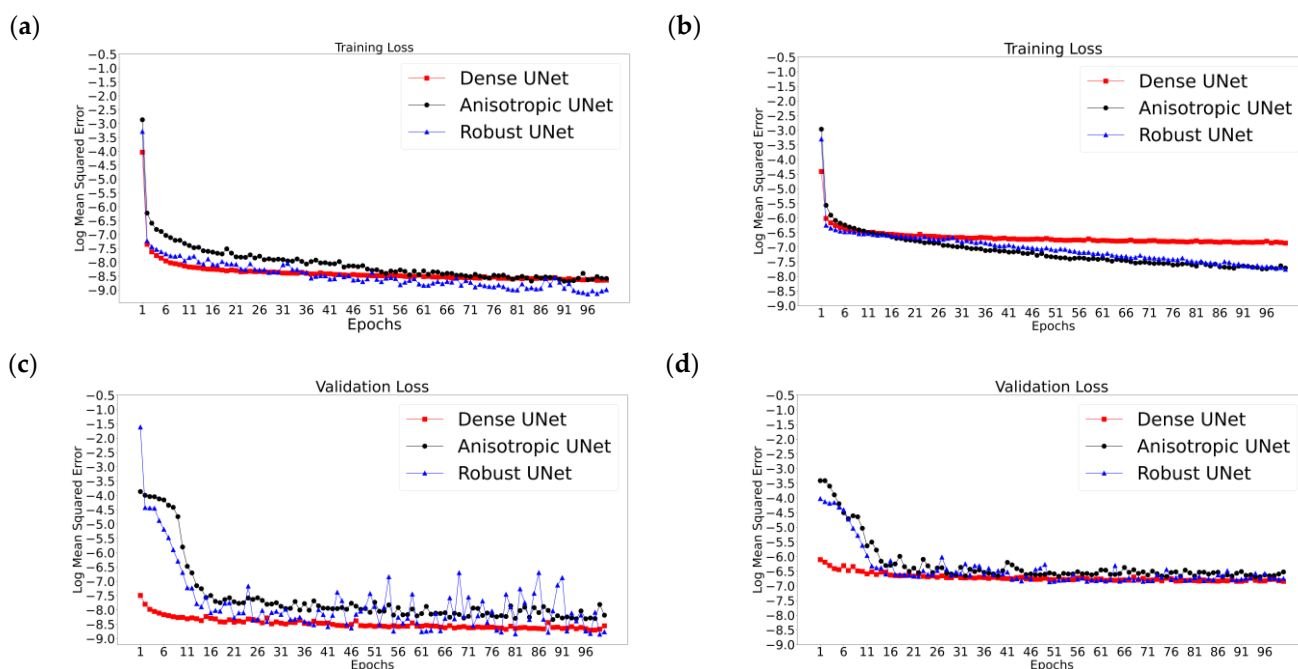 (a)
Training Loss
Log Mean Squared Error
−0.5
−1.0
−1.5
−2.0
−2.5
−3.0
−3.5
−4.0
−4.5
−5.0
−5.5
−6.0
−6.5
−7.0
−7.5
−8.0
−8.5
−9.0
Dense UNet
Anisotropic UNet
Robust UNet
1 6 11 16 21 26 31 36 41 46 51 56 61 66 71 76 81 86 91 96
Epochs
(b)
Training Loss
Log Mean Squared Error
−0.5
−1.0
−1.5
−2.0
−2.5
−3.0
−3.5
−4.0
−4.5
−5.0
−5.5
−6.0
−6.5
−7.0
−7.5
−8.0
−8.5
−9.0
Dense UNet
Anisotropic UNet
Robust UNet
1 6 11 16 21 26 31 36 41 46 51 56 61 66 71 76 81 86 91 96
Epochs
(c)
Validation Loss
Log Mean Squared Error
−0.5
−1.0
−1.5
−2.0
−2.5
−3.0
−3.5
−4.0
−4.5
−5.0
−5.5
−6.0
−6.5
−7.0
−7.5
−8.0
−8.5
−9.0
Dense UNet
Anisotropic UNet
Robust UNet
1 6 11 16 21 26 31 36 41 46 51 56 61 66 71 76 81 86 91 96
Epochs
(d)
Validation Loss
Log Mean Squared Error
−0.5
−1.0
−1.5
−2.0
−2.5
−3.0
−3.5
−4.0
−4.5
−5.0
−5.5
−6.0
−6.5
−7.0
−7.5
−8.0
−8.5
−9.0
Dense UNet
Anisotropic UNet
Robust UNet
1 6 11 16 21 26 31 36 41 46 51 56 61 66 71 76 81 86 91 96
Epochs